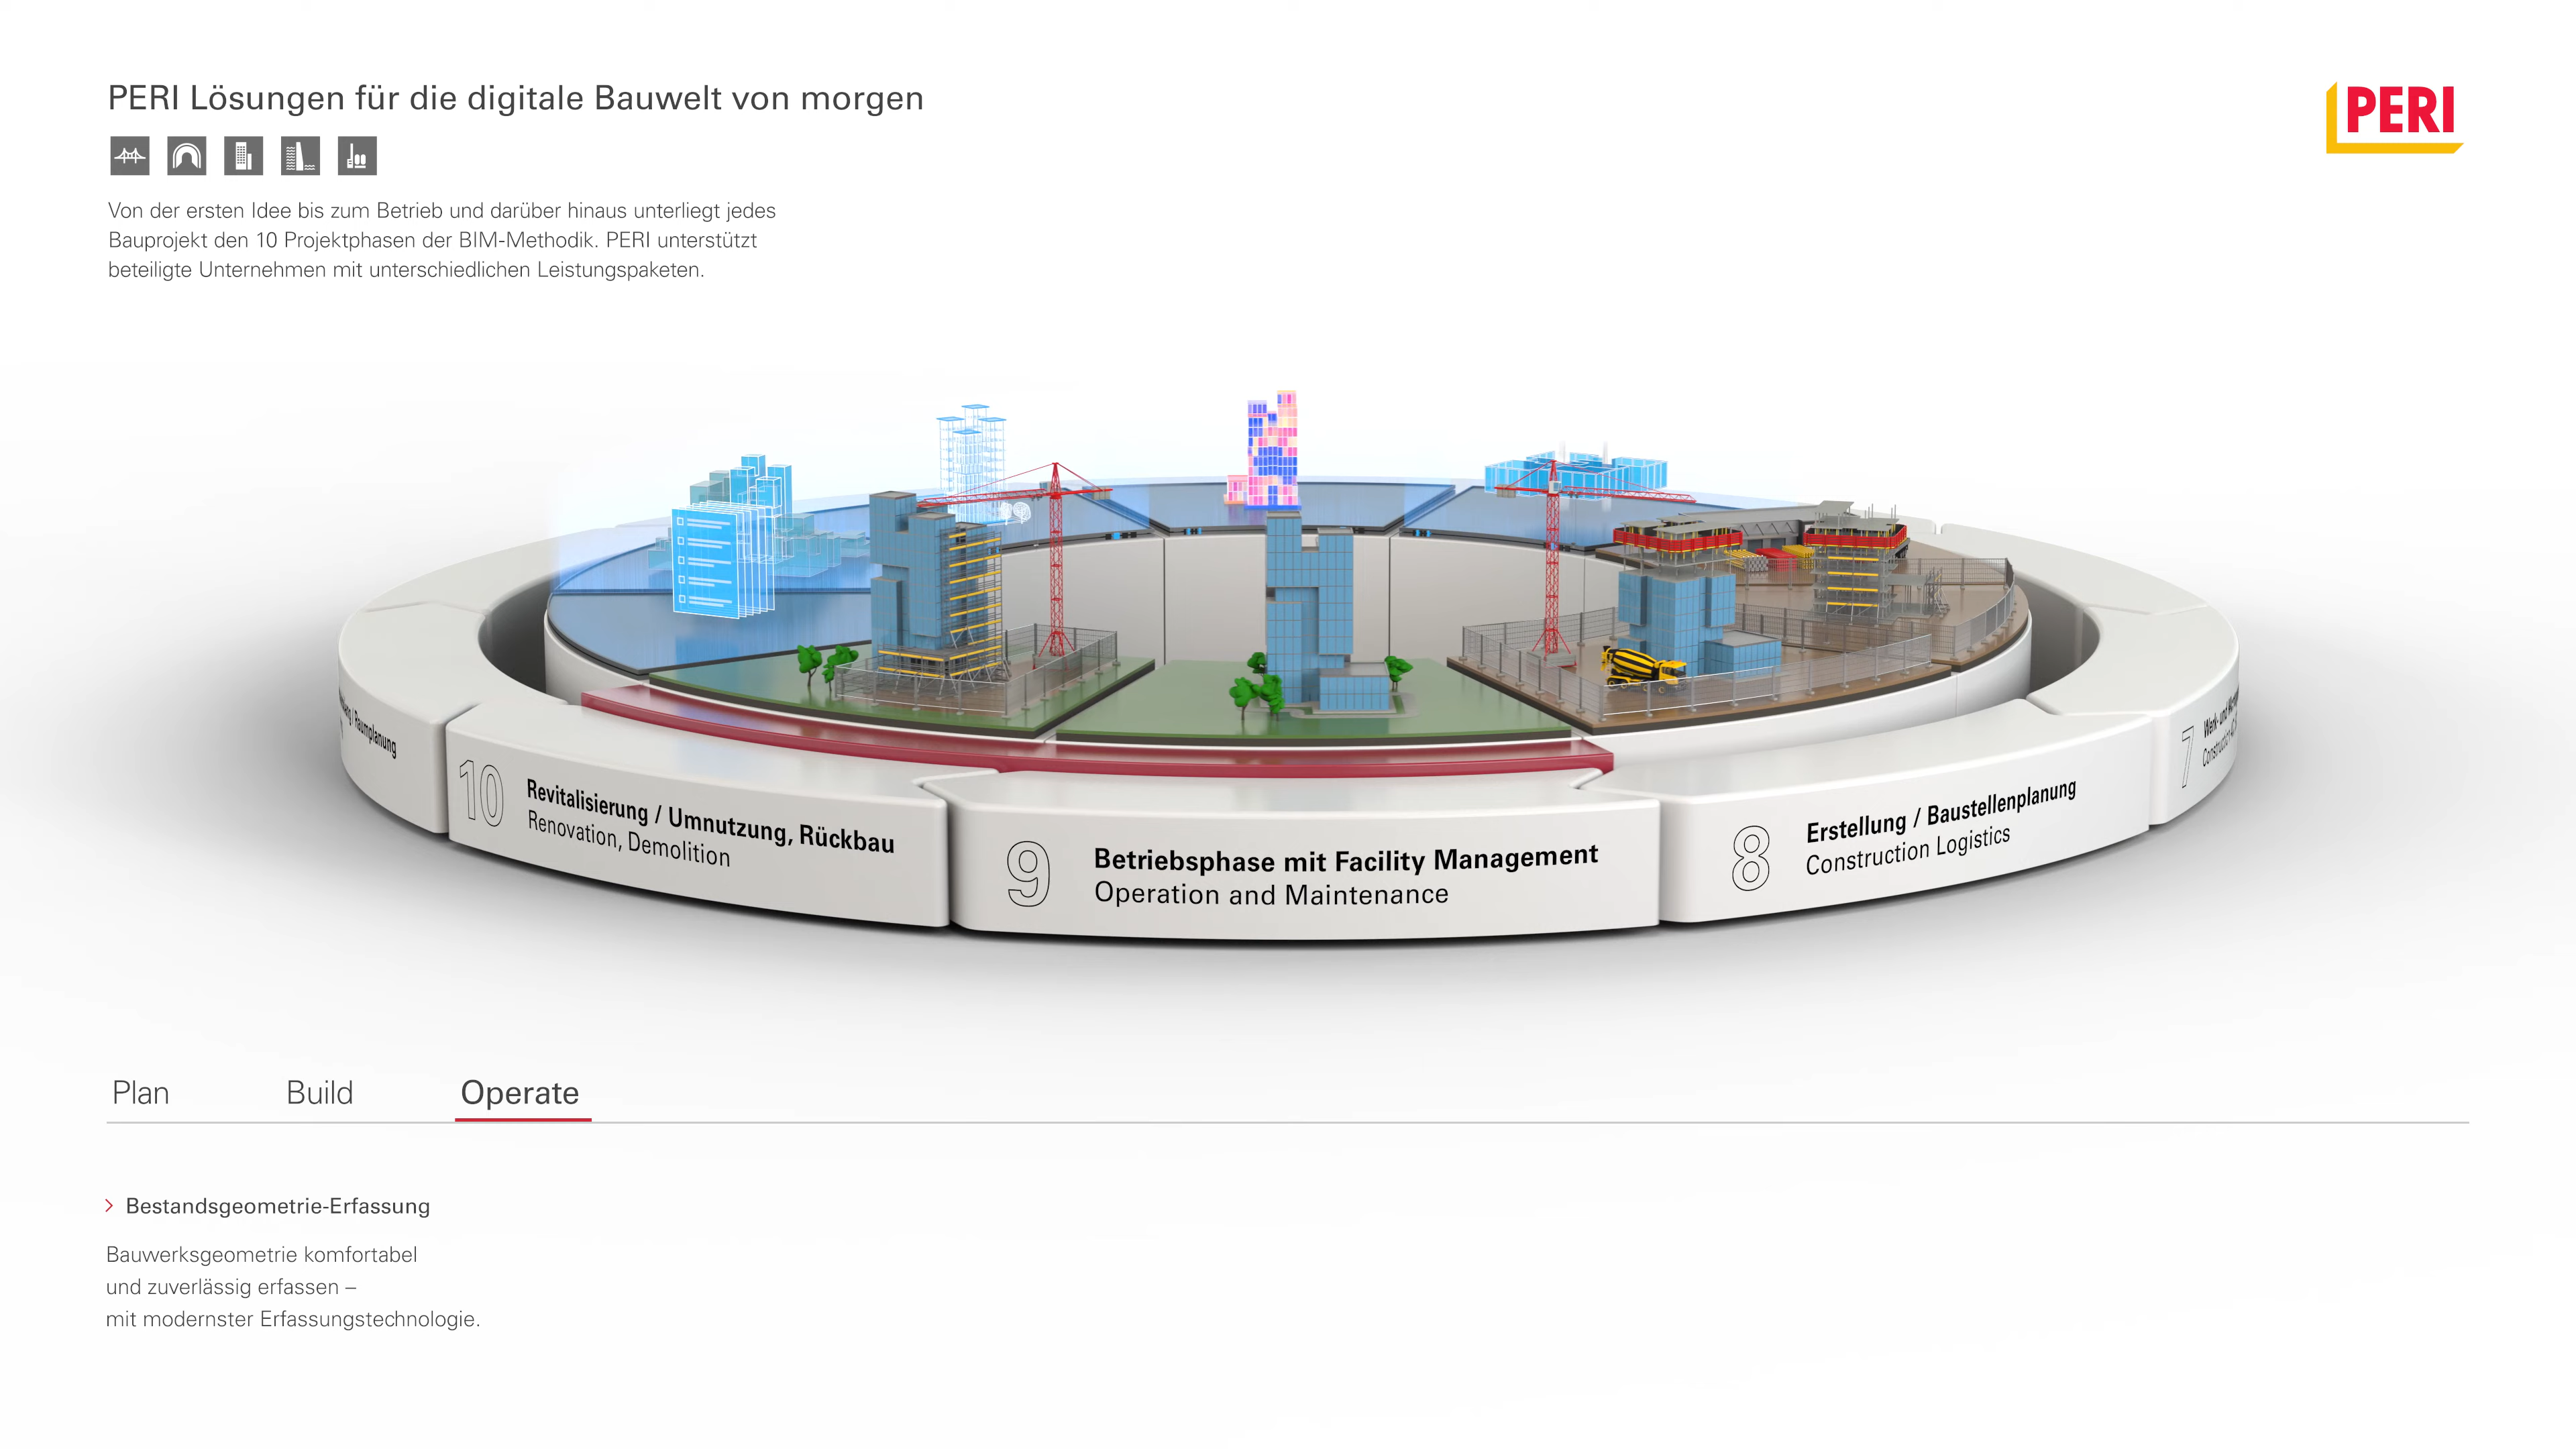 PERI Lösungen für die digitale Bauwelt von morgen
PERI
Von der ersten Idee bis zum Betrieb und darüber hinaus unterliegt jedes
Bauprojekt den 10 Projektphasen der BIM-Methodik. PERI unterstützt
beteiligte Unternehmen mit unterschiedlichen Leistungspaketen.
/ Raumplanung
10
Revitalisierung / Umnutzung, Rückbau
Renovation, Demolition
9
Betriebsphase mit Facility Management
Operation and Maintenance
8
Erstellung / Baustellenplanung
Construction Logistics
7
Werk- und
Plan
Build
Operate
Bestandsgeometrie-Erfassung
Bauwerksgeometrie komfortabel
und zuverlässig erfassen –
mit modernster Erfassungstechnologie.